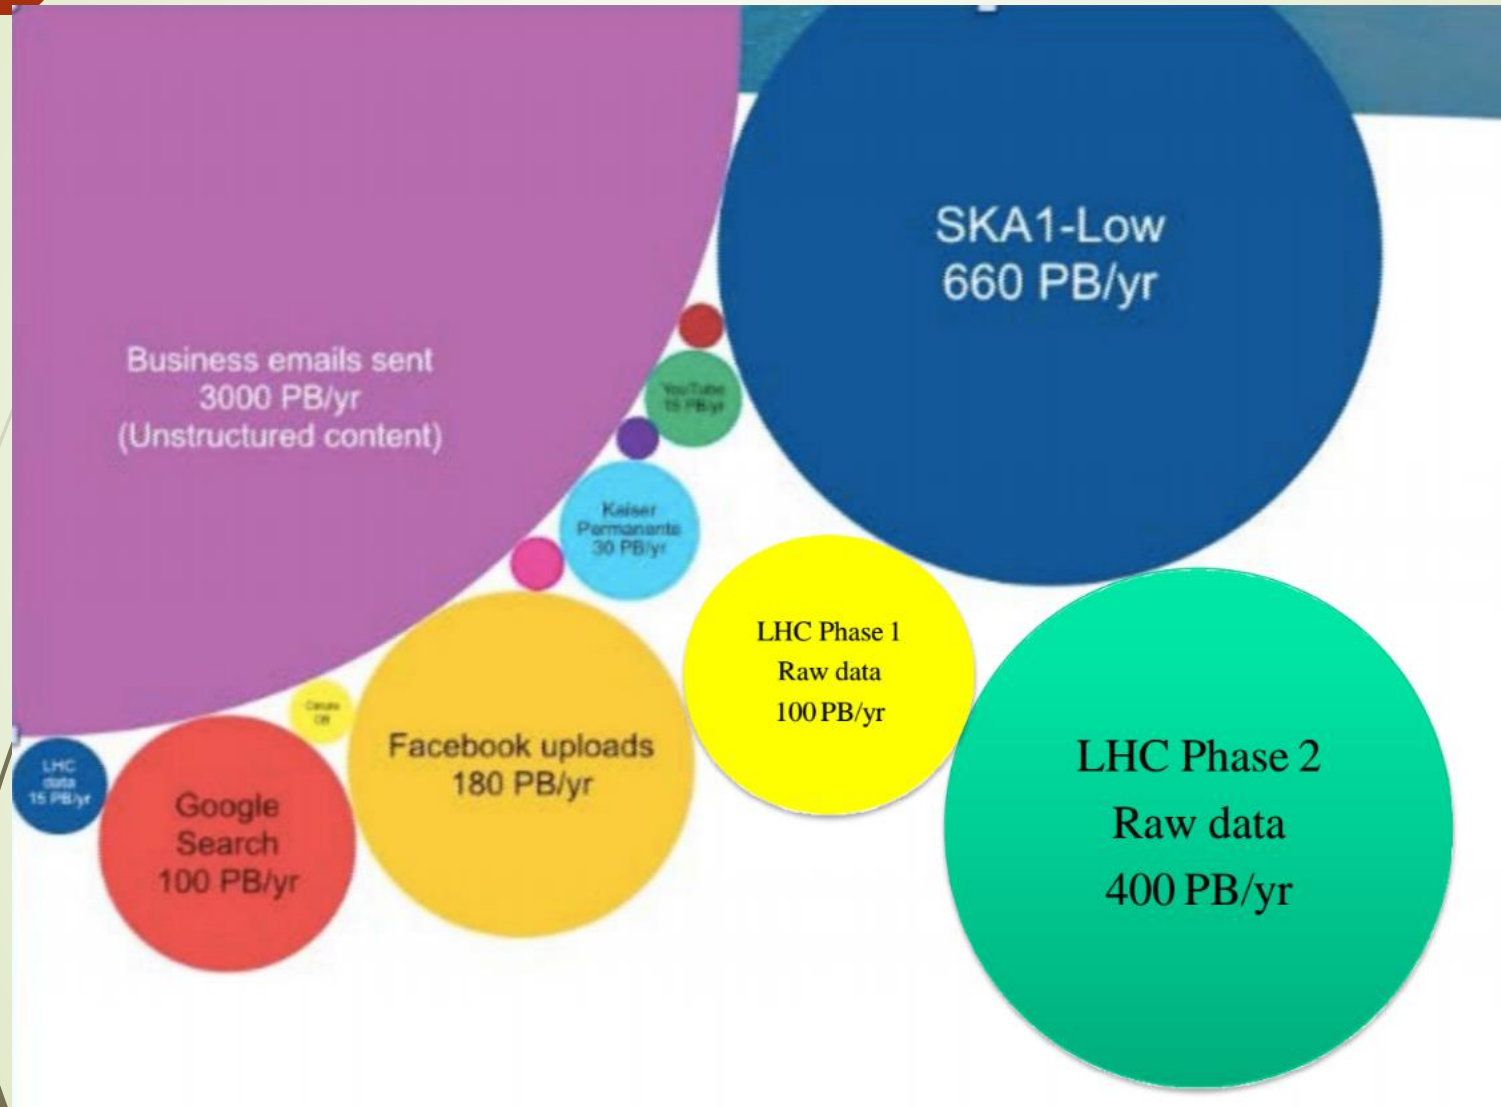 SKA1-Low
660 PB/yr
Business emails sent
3000 PB/yr
(Unstructured content)
YouTube
15 PB/yr
Kaiser
Permanante
30 PB/yr
LHC Phase 1
Raw data
100 PB/yr
LHC
data
15 PB/yr
Google
Search
100 PB/yr
Facebook uploads
180 PB/yr
LHC Phase 2
Raw data
400 PB/yr